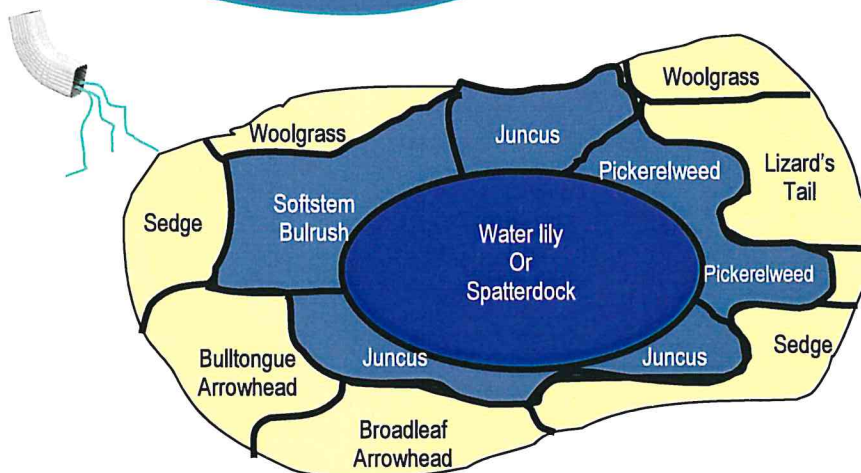 Woolgrass
Woolgrass
Juncus
Pickerelweed
Lizard's
Tail
Softstem
Bulrush
Sedge
Water lily
Or
Spatterdock
Pickerelweed
Juncus
Juncus
Sedge
Bulltongue
Arrowhead
Broadleaf
Arrowhead